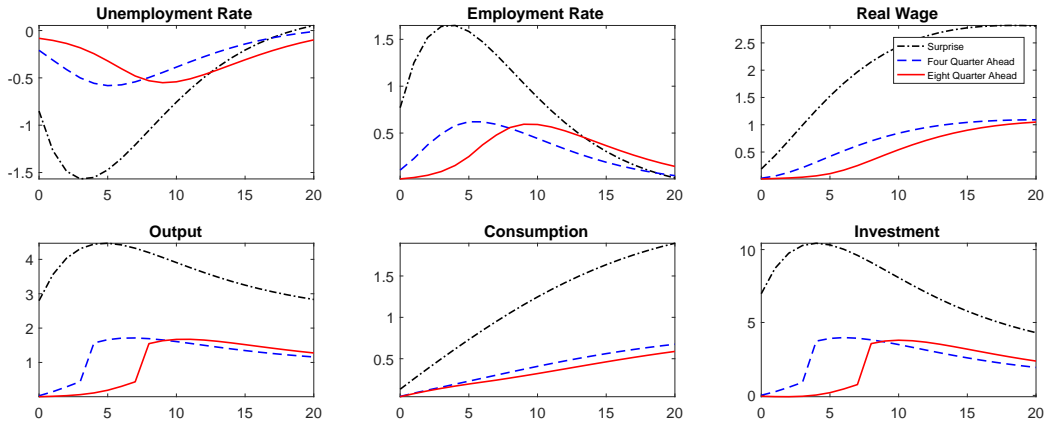 Unemployment Rate
0
-0.5
-1
-1.5
0 5 10 15 20
Employment Rate
1.5
1
0.5
0 5 10 15 20
Real Wage
2.5
2
1.5
1
0.5
0 5 10 15 20
Surprise
Four Quarter Ahead
Eight Quarter Ahead
Output
4
3
2
1
0 5 10 15 20
Consumption
1.5
1
0.5
0 5 10 15 20
Investment
10
5
0
0 5 10 15 20